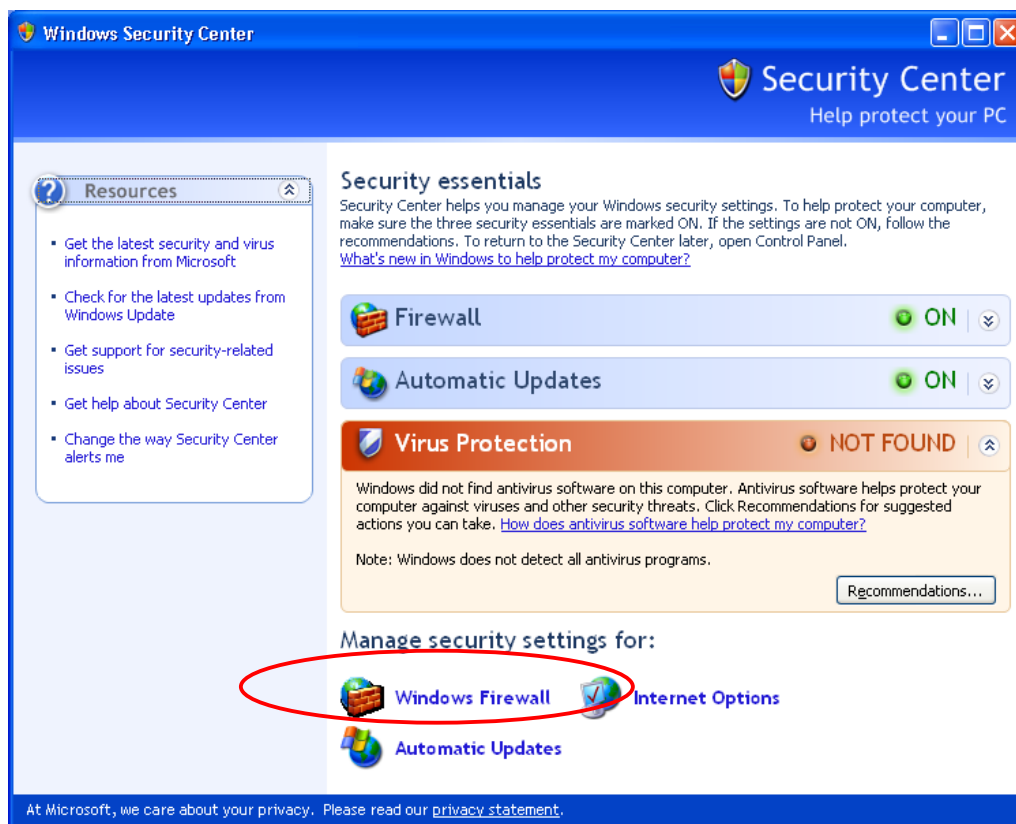 Windows Security Center
Security Center
Help protect your PC
Resources
Get the latest security and virus
information from Microsoft
Check for the latest updates from
Windows Update
Get support for security-related
issues
Get help about Security Center
Change the way Security Center
alerts me
Security essentials
Security Center helps you manage your Windows security settings. To help protect your computer,
make sure the three security essentials are marked ON. If the settings are not ON, follow the
recommendations. To return to the Security Center later, open Control Panel.
What's new in Windows to help protect my computer?
Firewall ON
Automatic Updates ON
Virus Protection NOT FOUND
Windows did not find antivirus software on this computer. Antivirus software helps protect your
computer against viruses and other security threats. Click Recommendations for suggested
actions you can take. How does antivirus software help protect my computer?
Note: Windows does not detect all antivirus programs.
Recommendations...
Manage security settings for:
Windows Firewall Internet Options
Automatic Updates
At Microsoft, we care about your privacy. Please read our privacy statement.